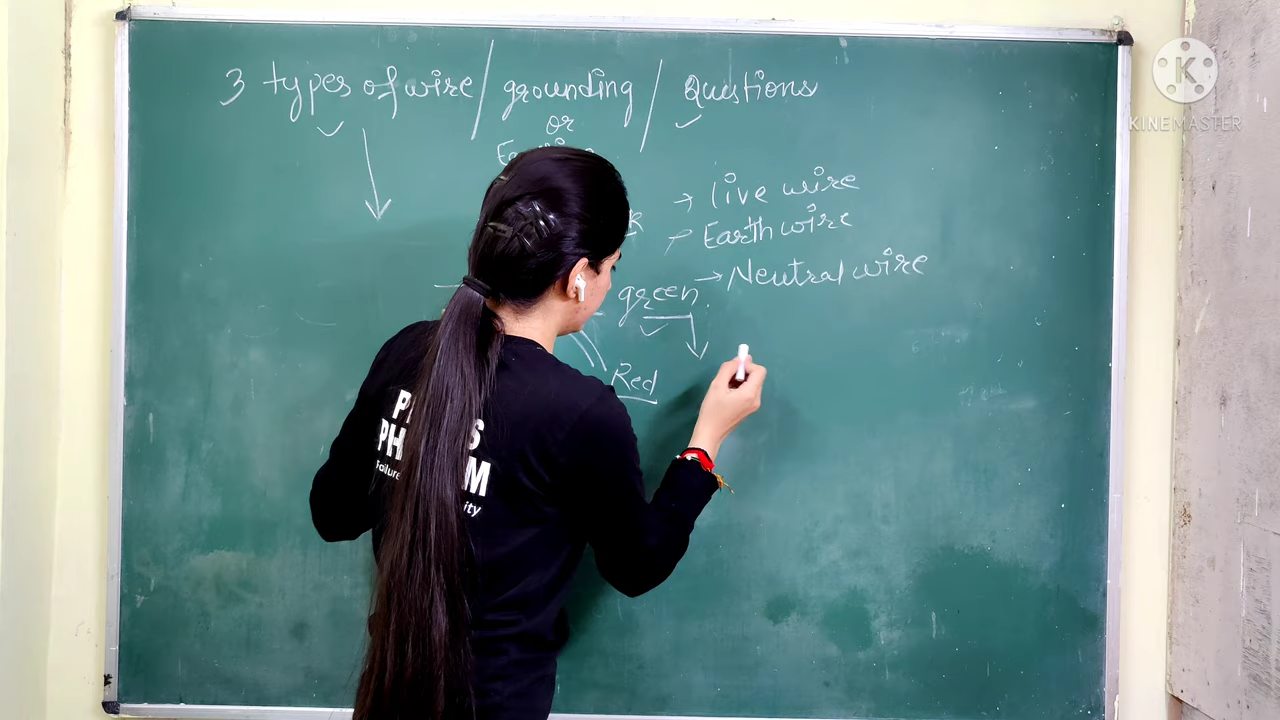 3 types of wire / grounding / Questions
or
→ live wire
Earth wire
→ Neutral wire
green.
Red
KINEMASTER